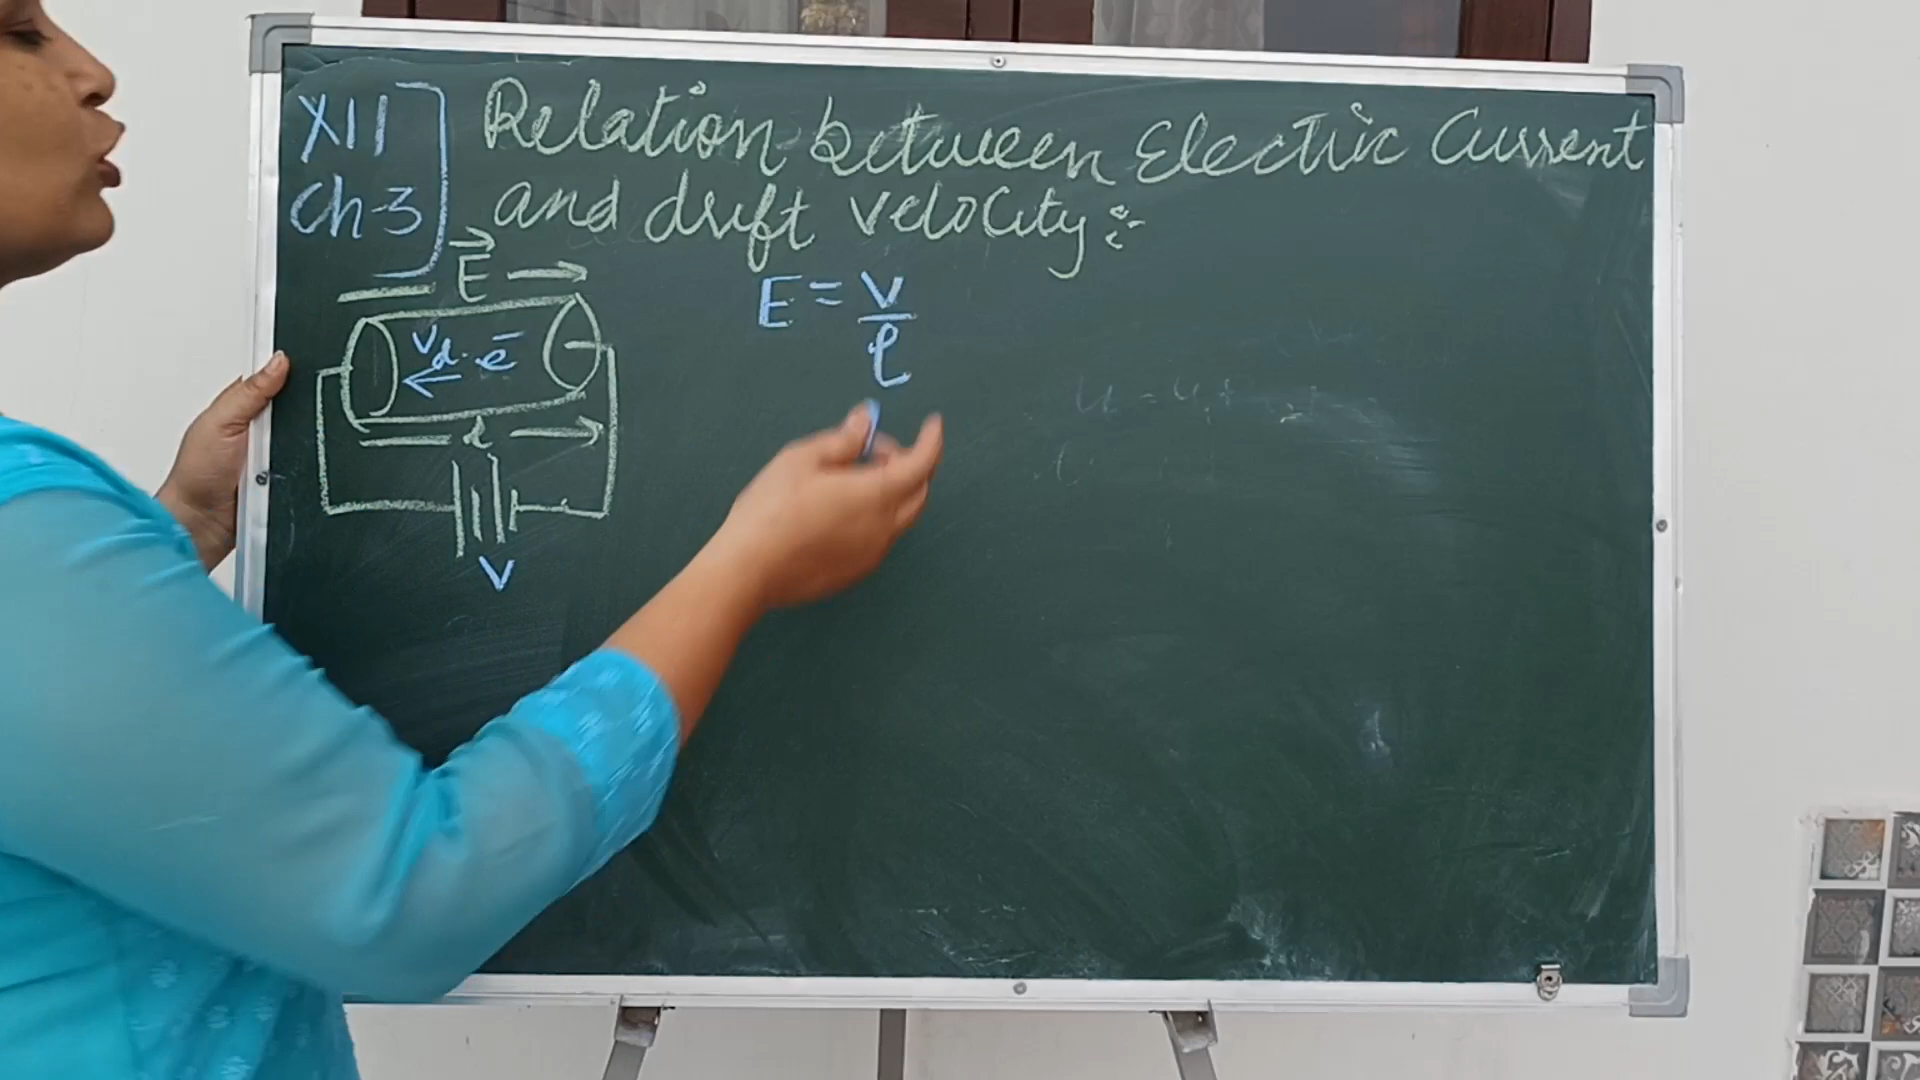 XII
Ch-3
Relation between Electric Current
and drift velocity :-
E
Vd e-
l
V
E = V/l